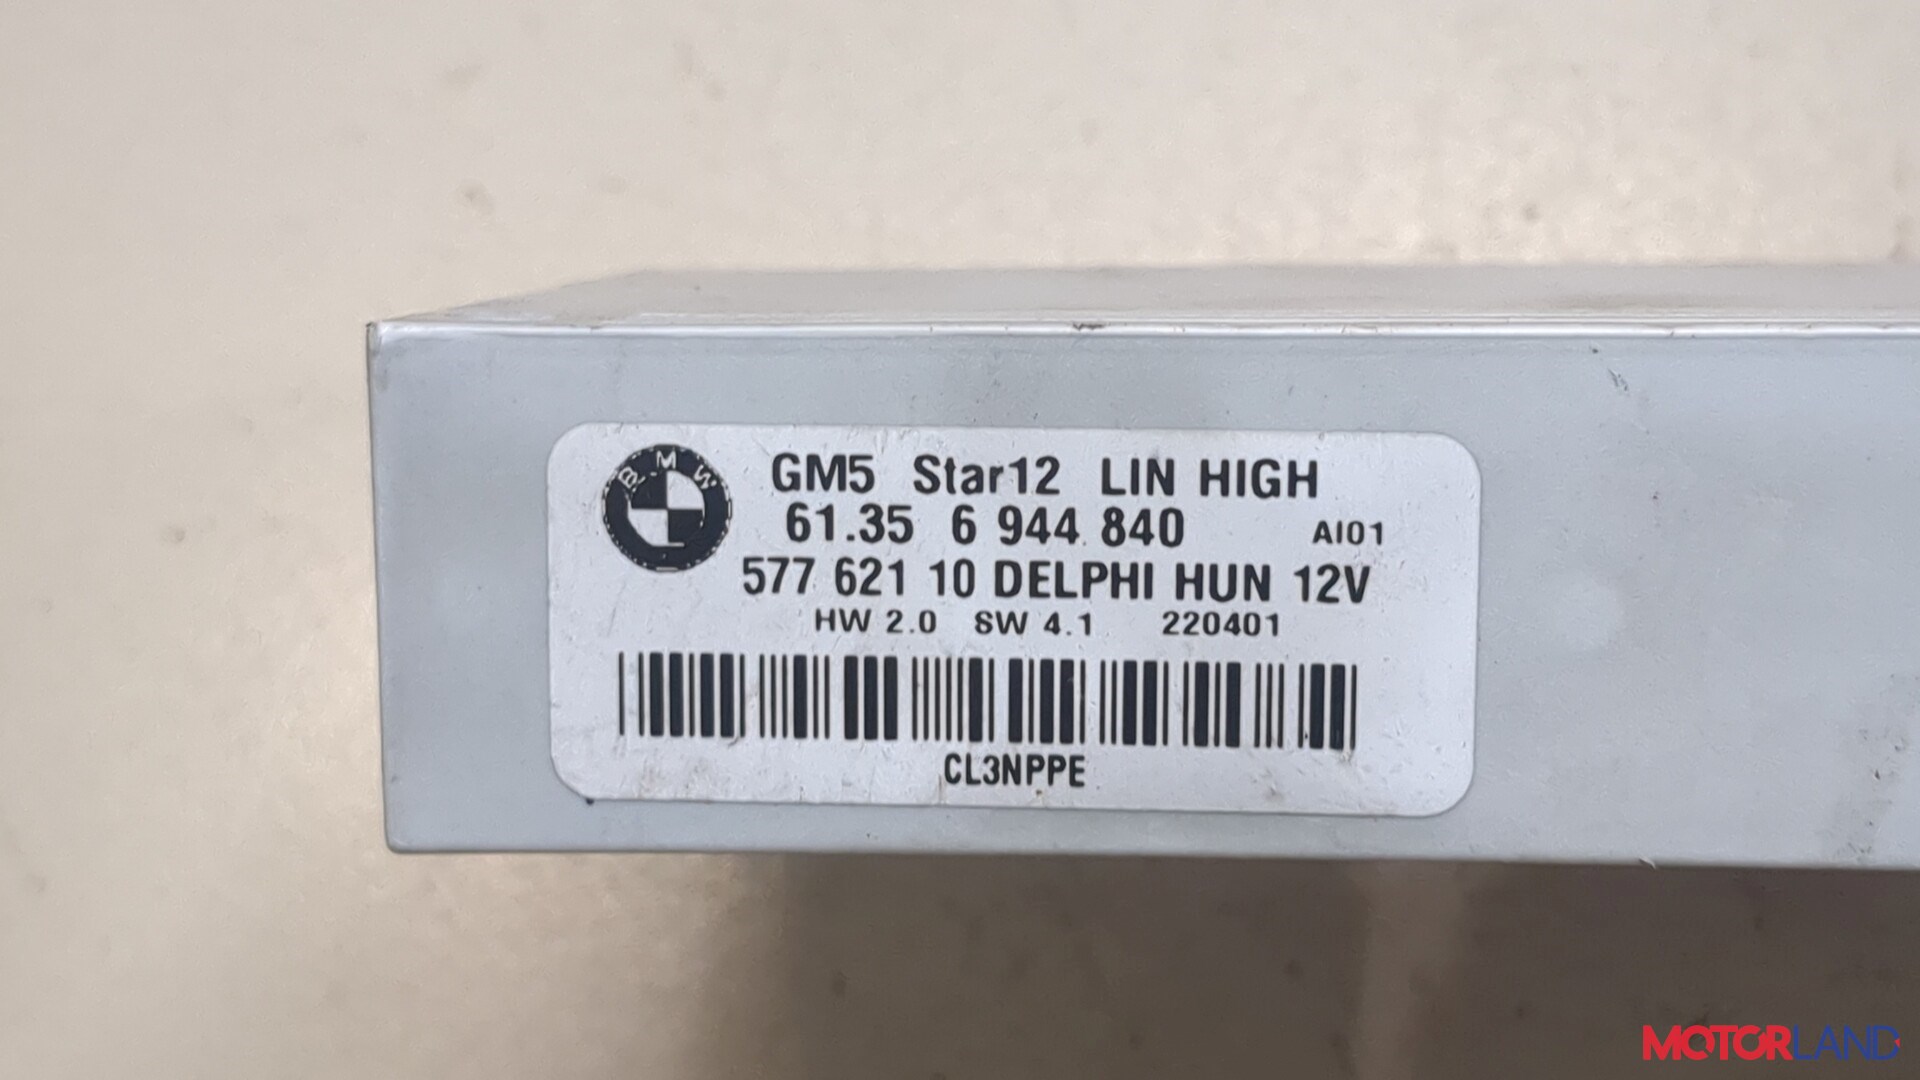 BMW
GM5 Star12 LIN HIGH
61.35 6 944 840 AI01
577 621 10 DELPHI HUN 12V
HW 2.0 SW 4.1 220401
CL3NPPE
MOTORLAND